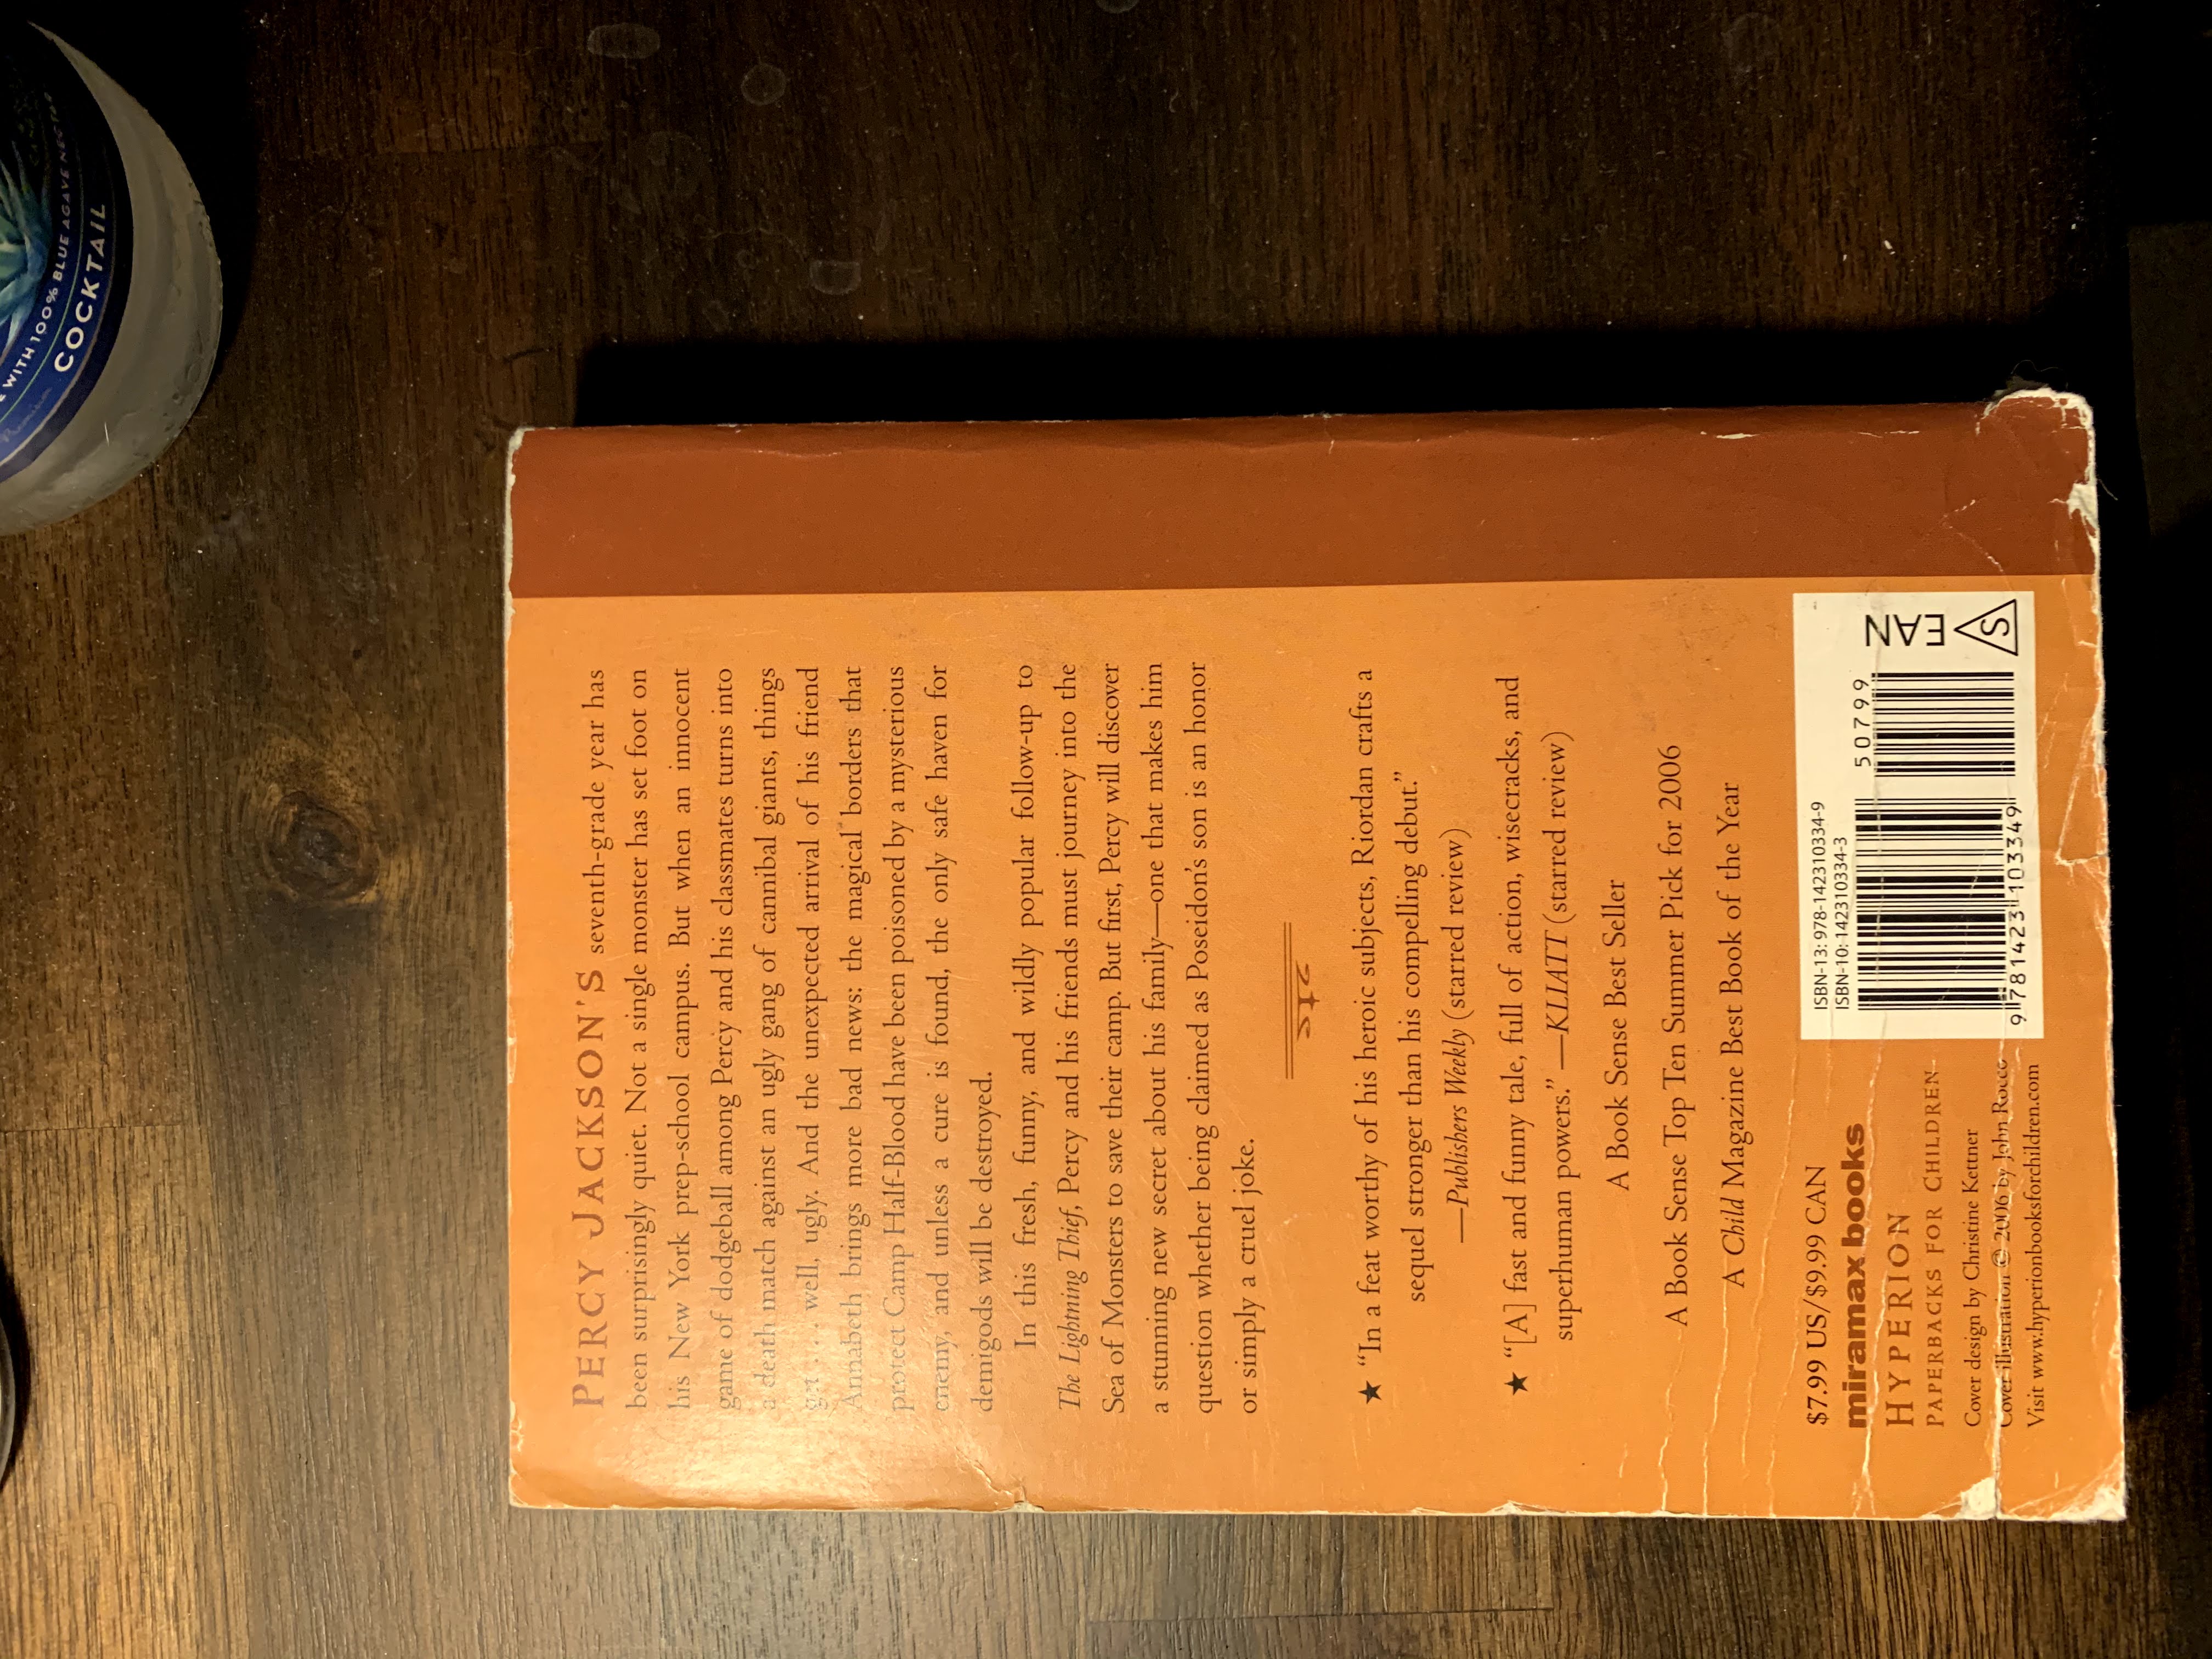 E WITH 100% BLUE AGAVE NECTAR
COCKTAIL
PERCY JACKSON'S seventh-grade year has
been surprisingly quiet. Not a single monster has set foot on
his New York prep-school campus. But when an innocent
game of dodgeball among Percy and his classmates turns into
a death match against an ugly gang of cannibal giants, things
get . . . well, ugly. And the unexpected arrival of his friend
Annabeth brings more bad news: the magical borders that
protect Camp Half-Blood have been poisoned by a mysterious
enemy, and unless a cure is found, the only safe haven for
demigods will be destroyed.
In this fresh, funny, and wildly popular follow-up to
The Lightning Thief, Percy and his friends must journey into the
Sea of Monsters to save their camp. But first, Percy will discover
a stunning new secret about his family—one that makes him
question whether being claimed as Poseidon's son is an honor
or simply a cruel joke.
★ “In a feat worthy of his heroic subjects, Riordan crafts a
sequel stronger than his compelling debut.”
—Publishers Weekly (starred review)
★ “[A] fast and funny tale, full of action, wisecracks, and
superhuman powers.” —KLIATT (starred review)
A Book Sense Best Seller
A Book Sense Top Ten Summer Pick for 2006
A Child Magazine Best Book of the Year
$7.99 US/$9.99 CAN
miramax books
HYPERION
PAPERBACKS FOR CHILDREN
Cover design by Christine Kettner
Cover illustration © 2006 by John Rocco
Visit www.hyperionbooksforchildren.com
ISBN-13: 978-142310334-9
ISBN-10: 142310334-3
50799
9 781423 103349
S EAN